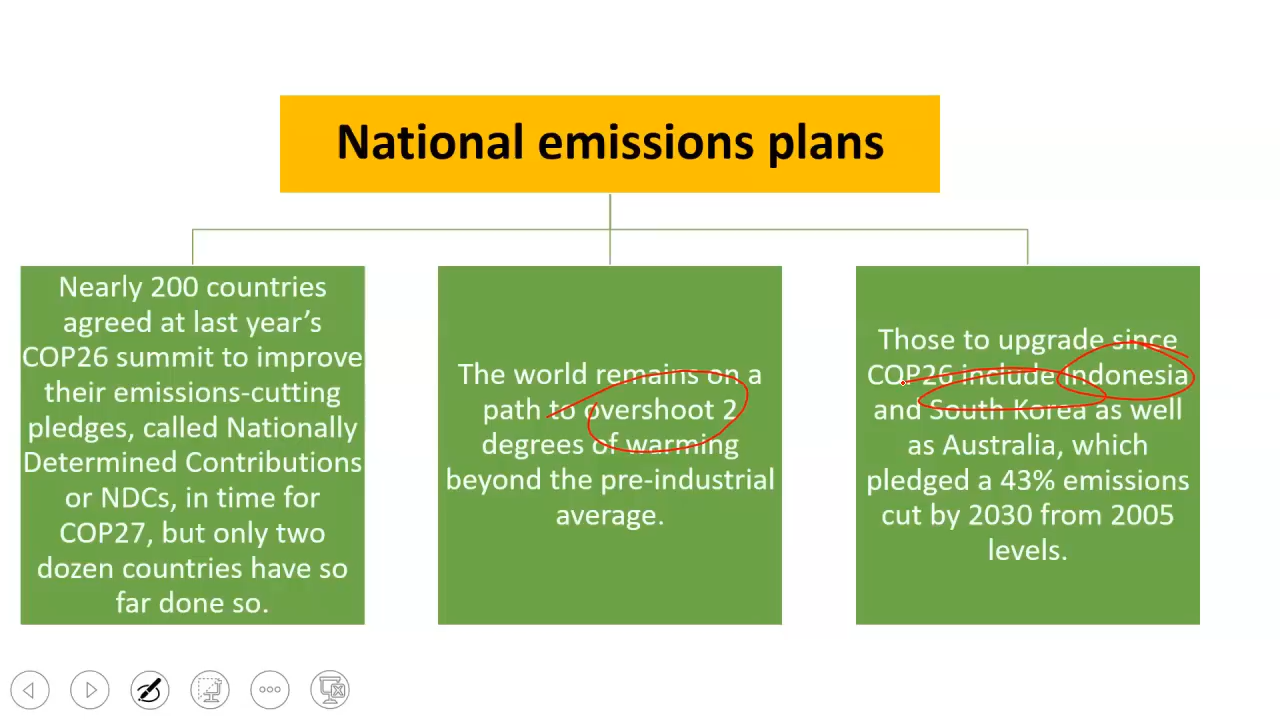 National emissions plans
Nearly 200 countries
agreed at last year’s
COP26 summit to improve
their emissions-cutting
pledges, called Nationally
Determined Contributions
or NDCs, in time for
COP27, but only two
dozen countries have so
far done so.
The world remains on a
path to overshoot 2
degrees of warming
beyond the pre-industrial
average.
Those to upgrade since
COP26 include Indonesia
and South Korea as well
as Australia, which
pledged a 43% emissions
cut by 2030 from 2005
levels.